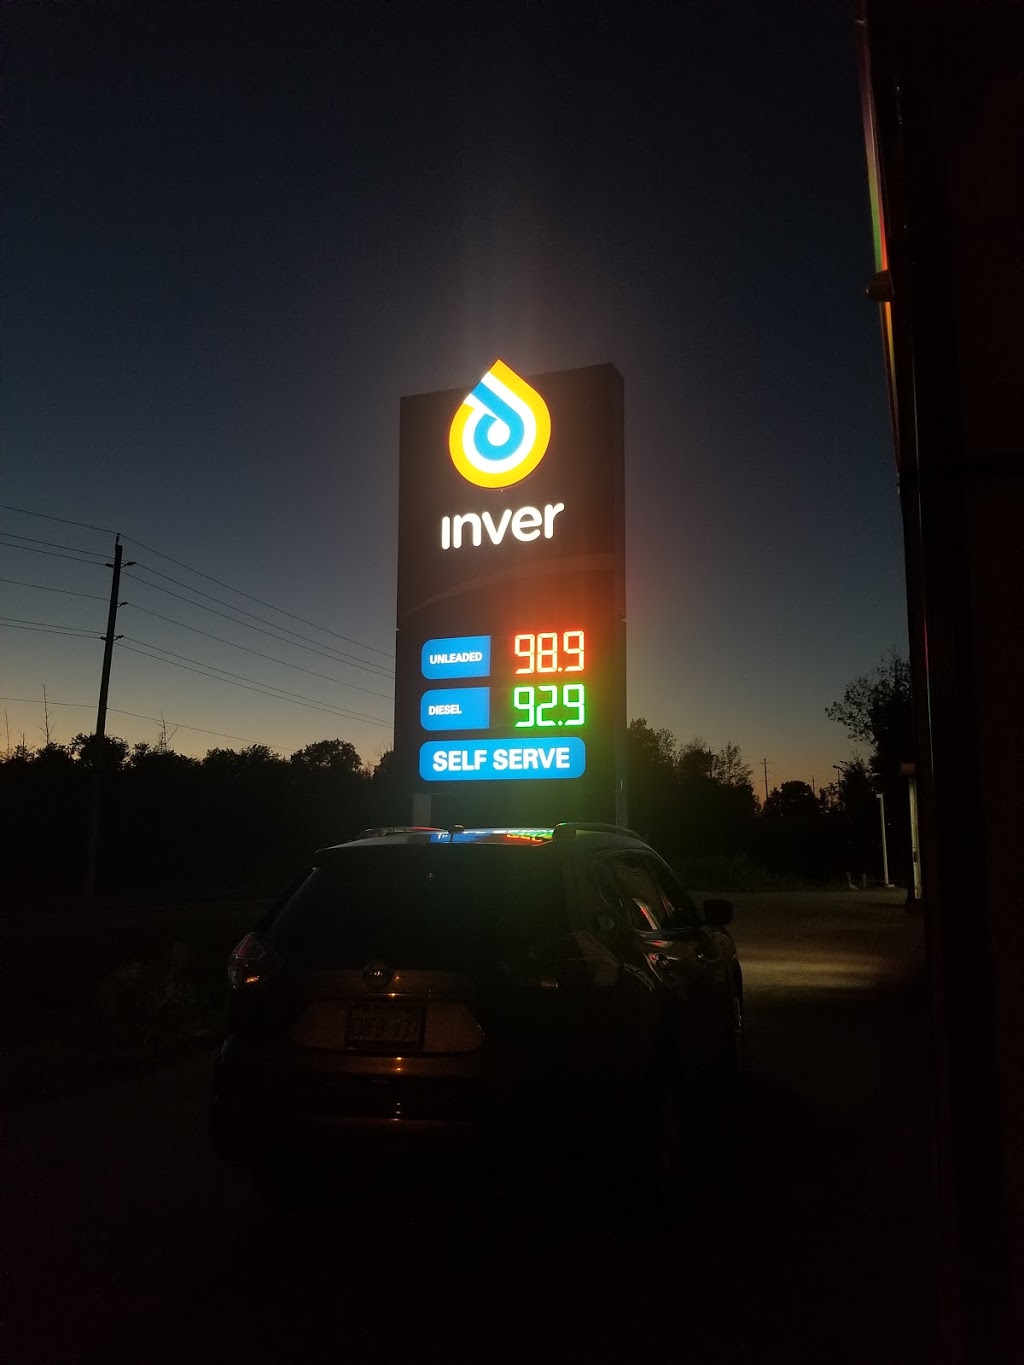 inver
UNLEADED 98.9
DIESEL 92.9
SELF SERVE